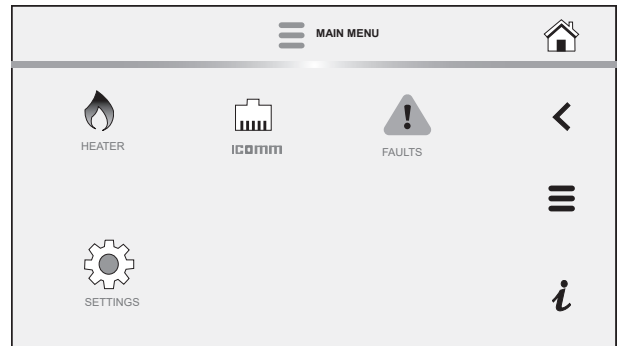 MAIN MENU
HEATER
ICOMM
FAULTS
SETTINGS
i